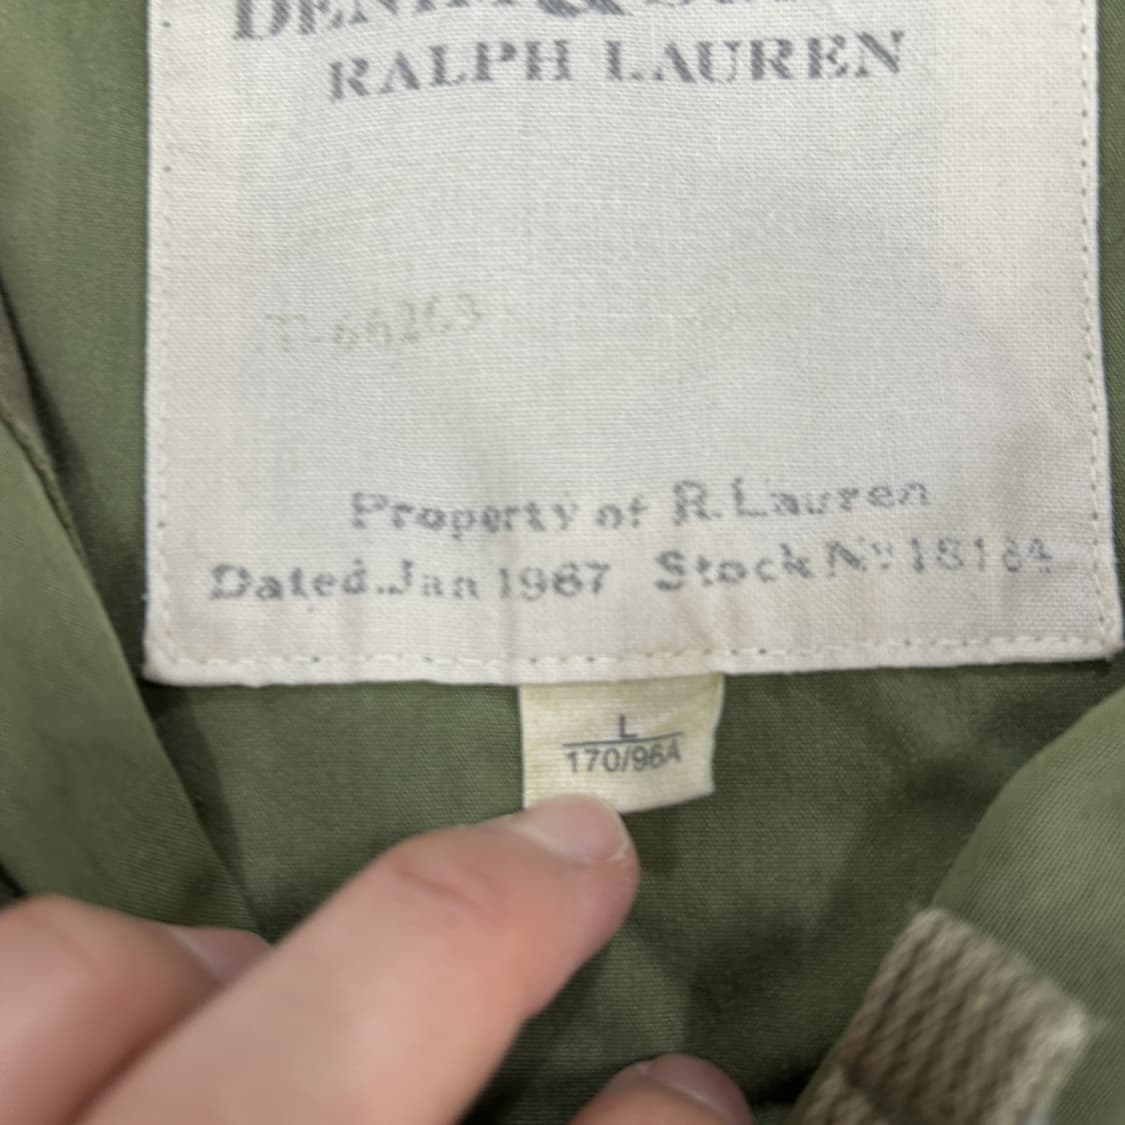 RALPH LAUREN
Property of R. Lauren
Dated. Jan 1967 Stock Nº 18184
L
170/96A